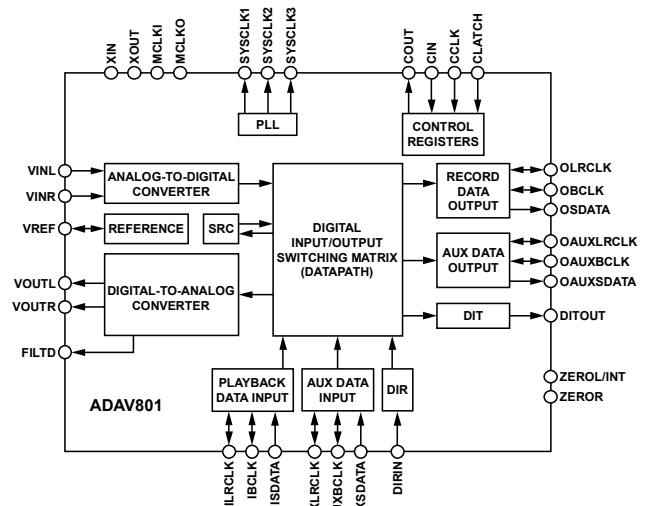 XIN
XOUT
MCLKI
MCLKO
SYSCLK1
SYSCLK2
SYSCLK3
COUT
CIN
CCLK
CLATCH
PLL
CONTROL
REGISTERS
VINL
VINR
VREF
VOUTL
VOUTR
FILTD
ANALOG-TO-DIGITAL
CONVERTER
REFERENCE
SRC
DIGITAL-TO-ANALOG
CONVERTER
DIGITAL
INPUT/OUTPUT
SWITCHING MATRIX
(DATAPATH)
RECORD
DATA
OUTPUT
AUX DATA
OUTPUT
DIT
OLRCLK
OBCLK
OSDATA
OAUXLRCLK
OAUXBCLK
OAUXSDATA
DITOUT
ZEROL/INT
ZEROR
PLAYBACK
DATA INPUT
AUX DATA
INPUT
DIR
ADAV801
ILRCLK
IBCLK
ISDATA
DIRIN